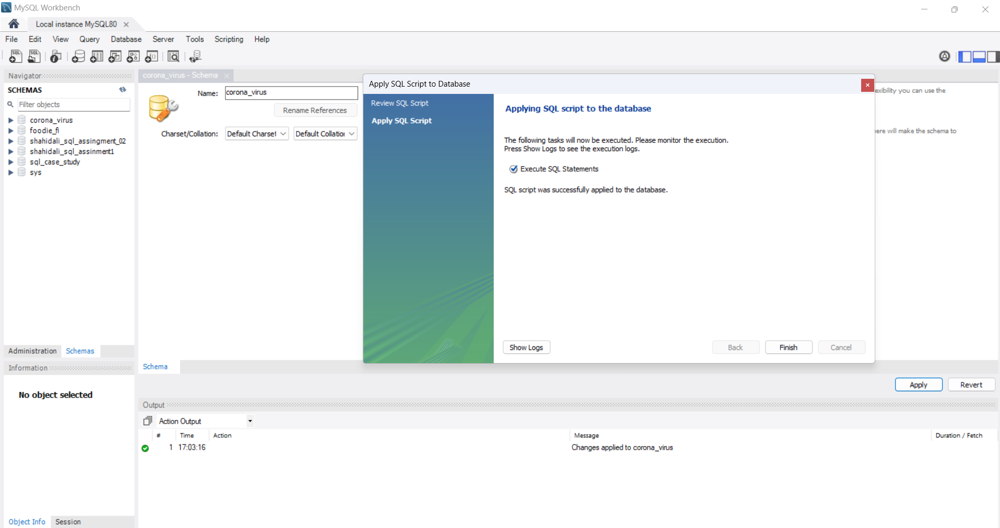 MySQL Workbench
Local instance MySQL80
File Edit View Query Database Server Tools Scripting Help
Navigator
SCHEMAS
Filter objects
corona_virus
foodie_fi
shahidali_sql_assingment_02
shahidali_sql_assinment1
sql_case_study
sys
Administration Schemas
Information
No object selected
Object Info Session
corona_virus - Schema
Name: corona_virus
Rename References
Charset/Collation: Default Charset Default Collation
Schema
Apply SQL Script to Database
Review SQL Script
Apply SQL Script
Applying SQL script to the database
The following tasks will now be executed. Please monitor the execution.
Press Show Logs to see the execution logs.
Execute SQL Statements
SQL script was successfully applied to the database.
Show Logs Back Finish Cancel
exibility you can use the
ere will make the schema to
Apply Revert
Output
Action Output
# Time Action Message Duration / Fetch
1 17:03:16 Changes applied to corona_virus